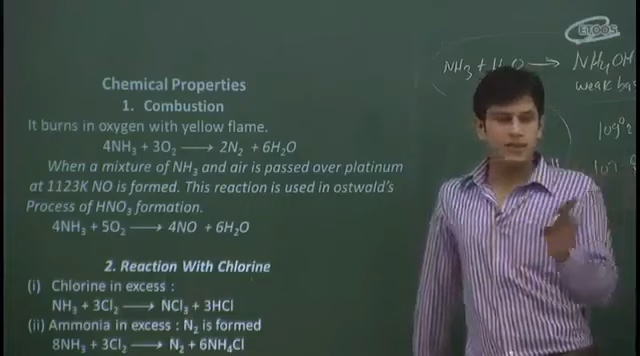 ETOOS
NH₃ + H₂O ⟶ NH₄OH
weak
Chemical Properties
1. Combustion
It burns in oxygen with yellow flame.
4NH₃ + 3O₂ ⟶ 2N₂ + 6H₂O
When a mixture of NH₃ and air is passed over platinum
at 1123K NO is formed. This reaction is used in ostwald's
Process of HNO₃ formation.
4NH₃ + 5O₂ ⟶ 4NO + 6H₂O
2. Reaction With Chlorine
(i) Chlorine in excess :
NH₃ + 3Cl₂ ⟶ NCl₃ + 3HCl
(ii) Ammonia in excess : N₂ is formed
8NH₃ + 3Cl₂ ⟶ N₂ + 6NH₄Cl